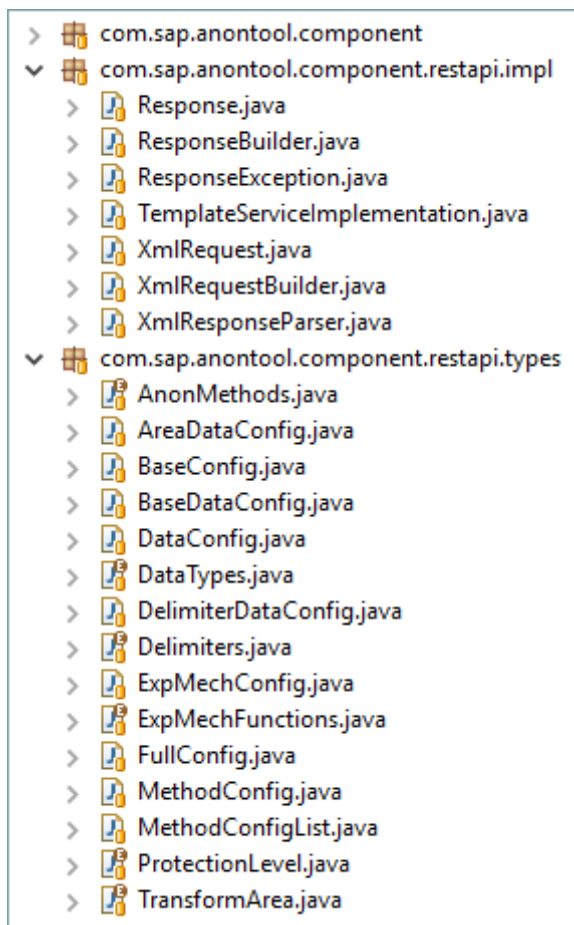 com.sap.anontool.component
com.sap.anontool.component.restapi.impl
Response.java
ResponseBuilder.java
ResponseException.java
TemplateServiceImplementation.java
XmlRequest.java
XmlRequestBuilder.java
XmlResponseParser.java
com.sap.anontool.component.restapi.types
AnonMethods.java
AreaDataConfig.java
BaseConfig.java
BaseDataConfig.java
DataConfig.java
DataTypes.java
DelimiterDataConfig.java
Delimiters.java
ExpMechConfig.java
ExpMechFunctions.java
FullConfig.java
MethodConfig.java
MethodConfigList.java
ProtectionLevel.java
TransformArea.java